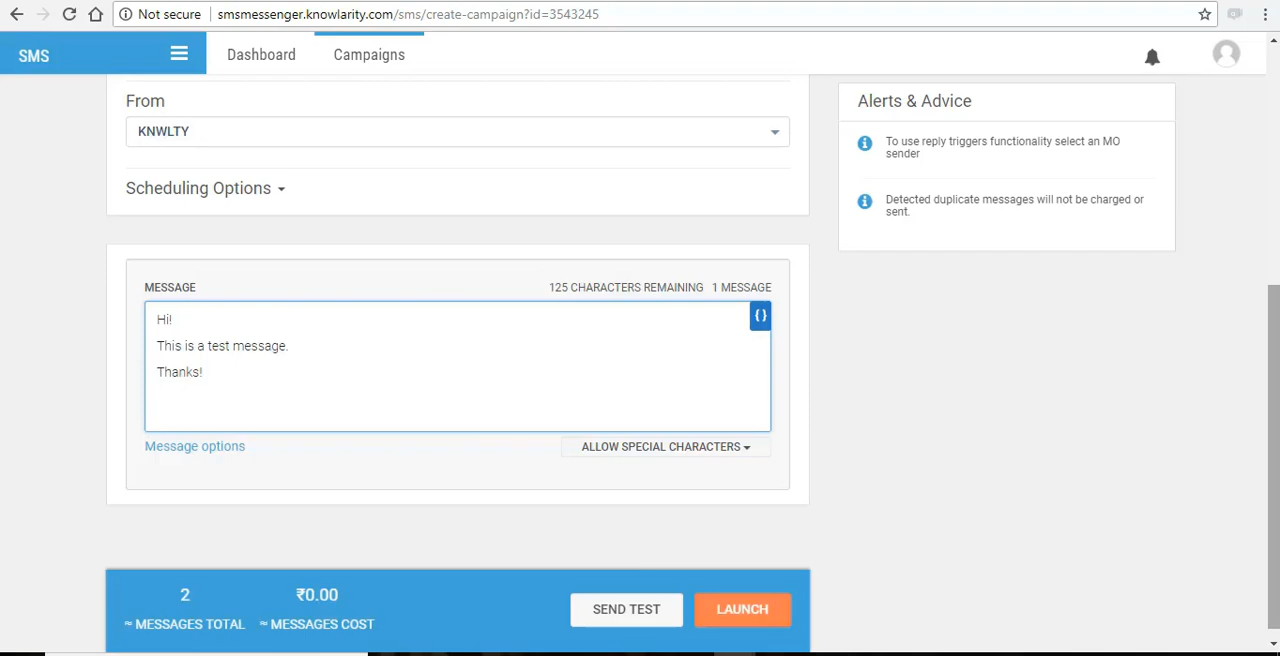 Not secure | smsmessenger.knowlarity.com/sms/create-campaign?id=3543245
SMS
Dashboard
Campaigns
From
KNWLTY
Scheduling Options
Alerts & Advice
To use reply triggers functionality select an MO
sender
Detected duplicate messages will not be charged or
sent.
MESSAGE
125 CHARACTERS REMAINING 1 MESSAGE
{}
Hi!
This is a test message.
Thanks!
Message options
ALLOW SPECIAL CHARACTERS
2
₹0.00
≈ MESSAGES TOTAL
≈ MESSAGES COST
SEND TEST
LAUNCH